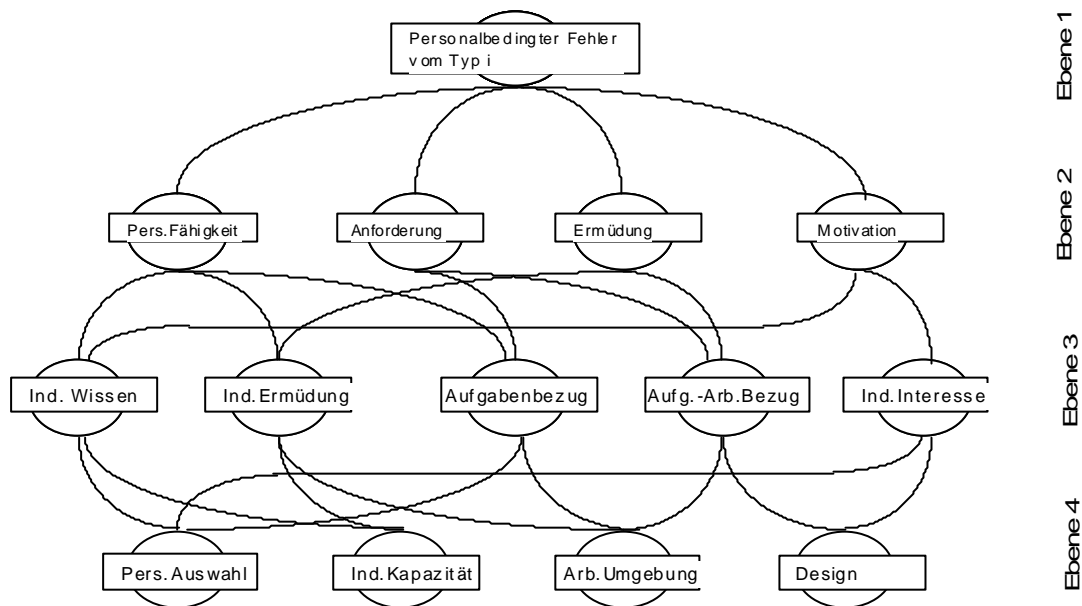 Personalbedingter Fehler
vom Typ i
Ebene 1
Pers.Fähigkeit
Anforderung
Ermüdung
Motivation
Ebene 2
Ind. Wissen
Ind.Ermüdung
Aufgabenbezug
Aufg.-Arb.Bezug
Ind.Interesse
Ebene 3
Pers.Auswahl
Ind.Kapazität
Arb.Umgebung
Design
Ebene 4